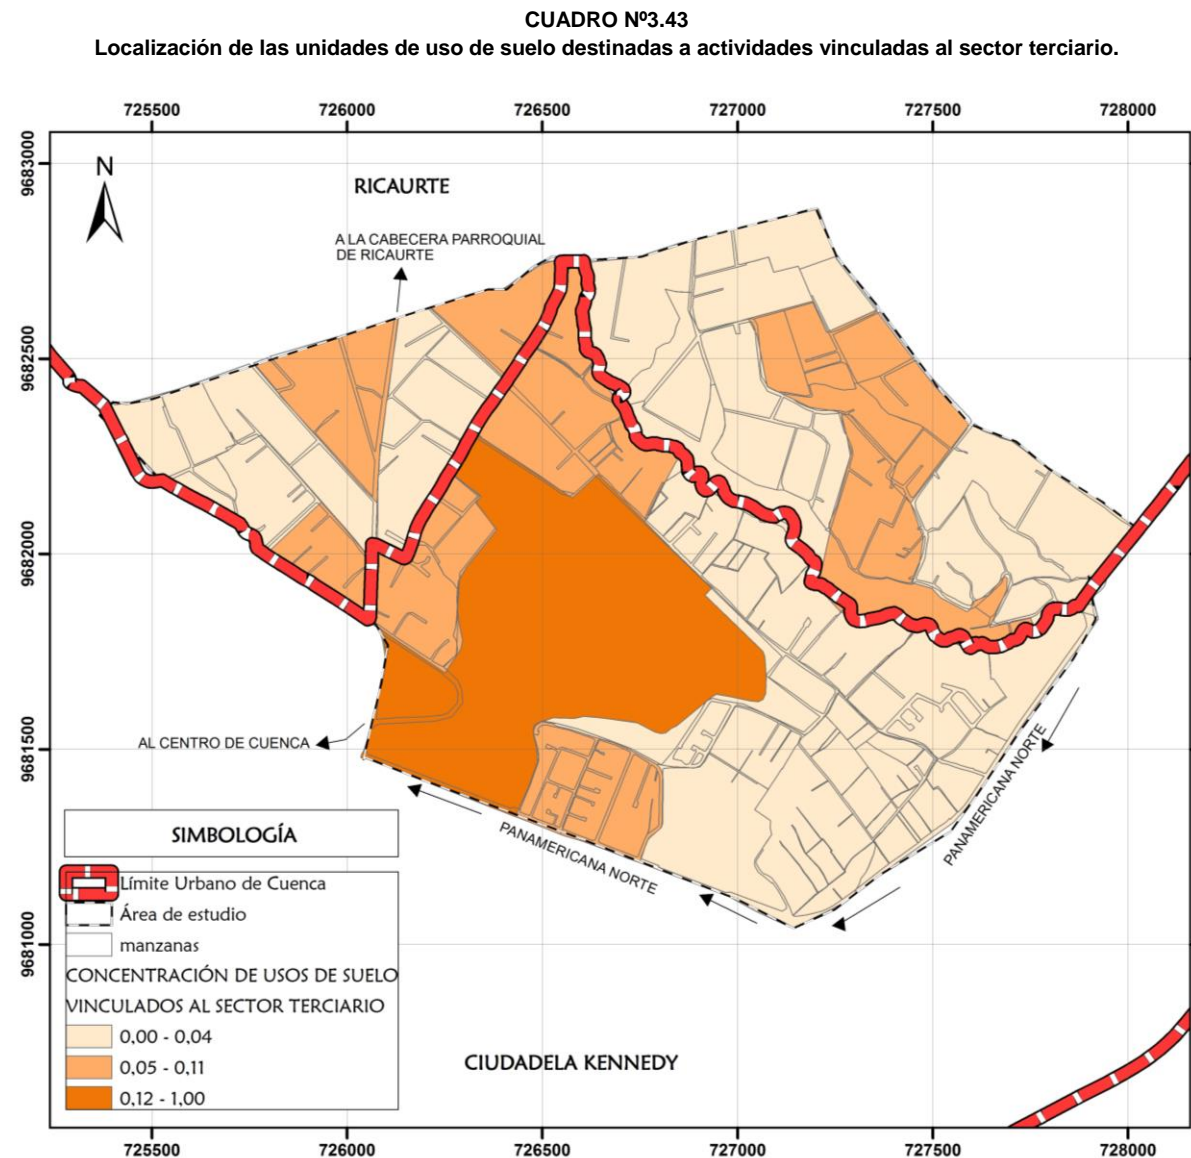 CUADRO Nº3.43
Localización de las unidades de uso de suelo destinadas a actividades vinculadas al sector terciario.
725500 726000 726500 727000 727500 728000
9683000
9682500
9682000
9681500
9681000
N
RICAURTE
A LA CABECERA PARROQUIAL
DE RICAURTE
AL CENTRO DE CUENCA
PANAMERICANA NORTE
PANAMERICANA NORTE
SIMBOLOGÍA
Límite Urbano de Cuenca
Área de estudio
manzanas
CONCENTRACIÓN DE USOS DE SUELO
VINCULADOS AL SECTOR TERCIARIO
0,00 - 0,04
0,05 - 0,11
0,12 - 1,00
CIUDADELA KENNEDY
725500 726000 726500 727000 727500 728000